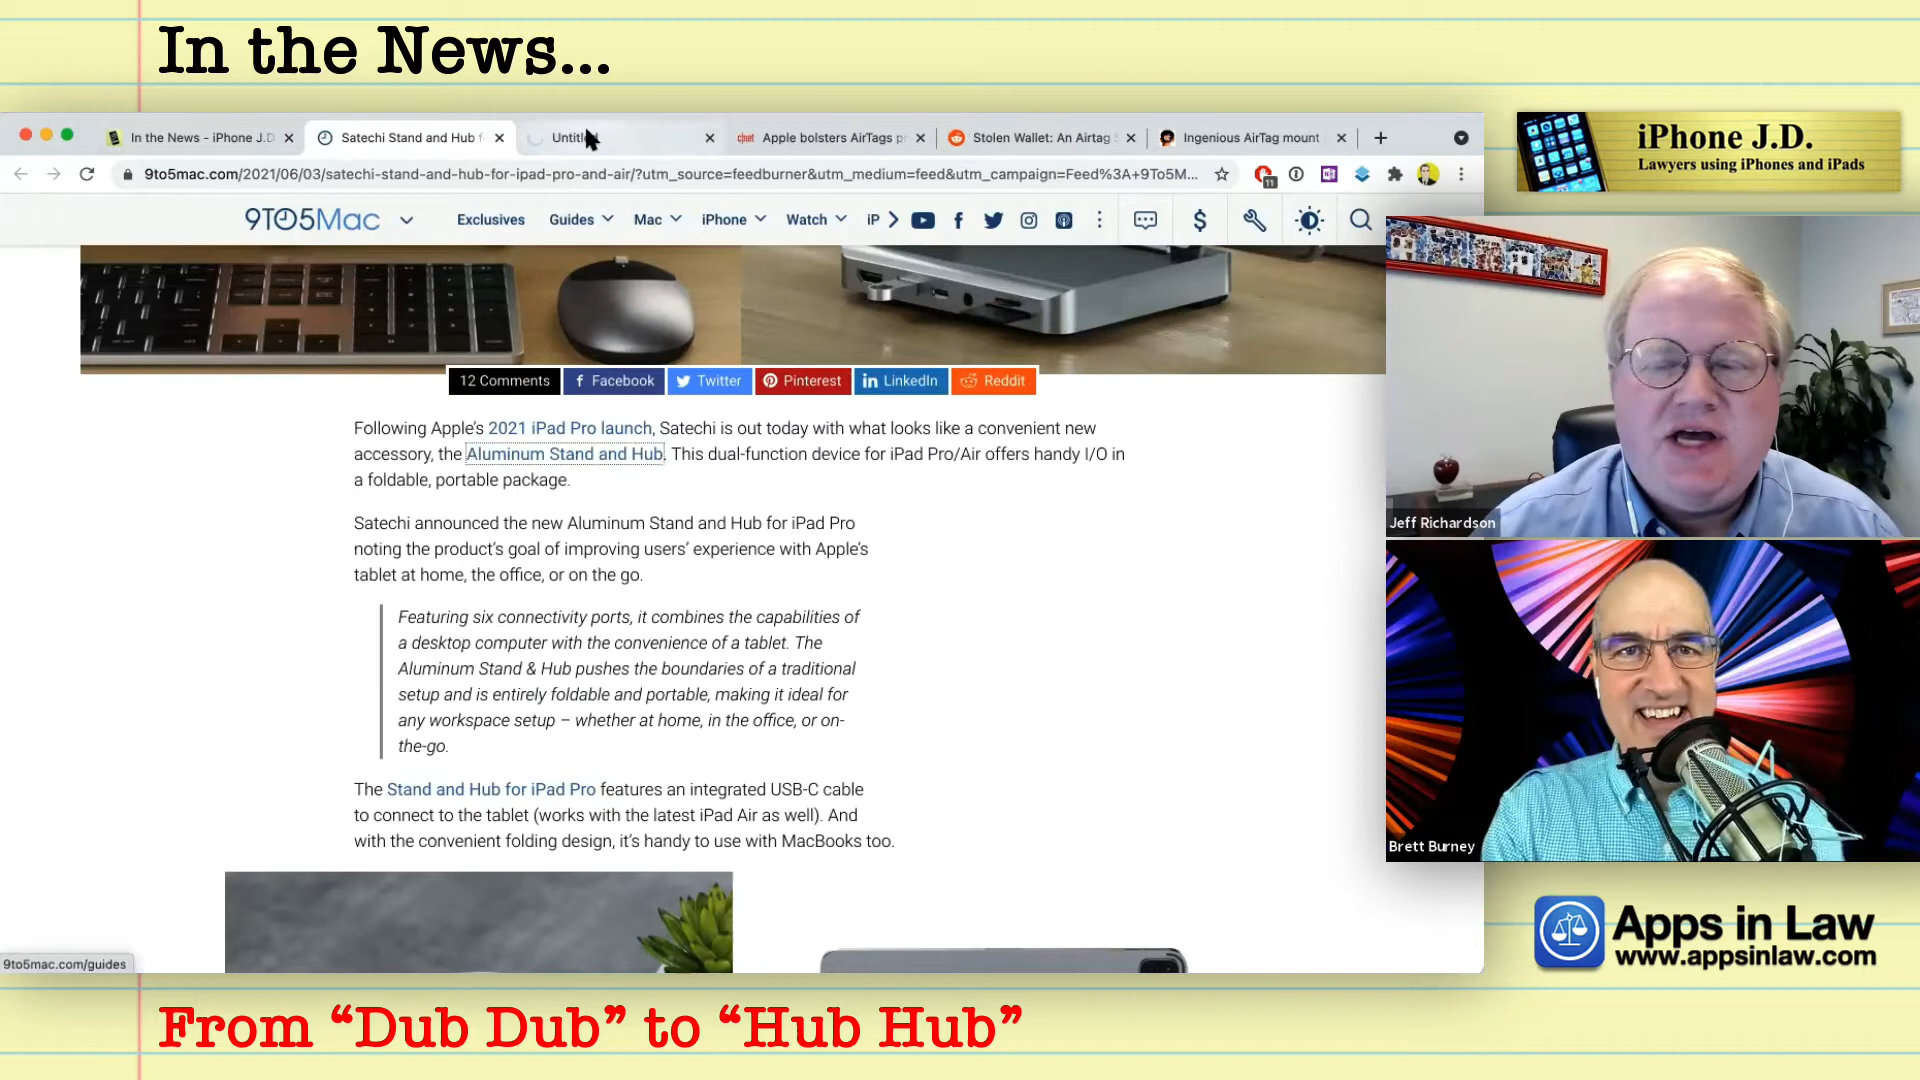 In the News...
In the News - iPhone J.D
Satechi Stand and Hub f
Untitl
cnet Apple bolsters AirTags p
Stolen Wallet: An Airtag
Ingenious AirTag mount
9to5mac.com/2021/06/03/satechi-stand-and-hub-for-ipad-pro-and-air/?utm_source=feedburner&utm_medium=feed&utm_campaign=Feed%3A+9To5M...
11
9TO5Mac
Exclusives
Guides
Mac
iPhone
Watch
iP
iPhone J.D.
Lawyers using iPhones and iPads
12 Comments
Facebook
Twitter
Pinterest
LinkedIn
Reddit
Following Apple's 2021 iPad Pro launch, Satechi is out today with what looks like a convenient new
accessory, the Aluminum Stand and Hub. This dual-function device for iPad Pro/Air offers handy I/O in
a foldable, portable package.
Satechi announced the new Aluminum Stand and Hub for iPad Pro
noting the product's goal of improving users' experience with Apple's
tablet at home, the office, or on the go.
Featuring six connectivity ports, it combines the capabilities of
a desktop computer with the convenience of a tablet. The
Aluminum Stand & Hub pushes the boundaries of a traditional
setup and is entirely foldable and portable, making it ideal for
any workspace setup – whether at home, in the office, or on-
the-go.
The Stand and Hub for iPad Pro features an integrated USB-C cable
to connect to the tablet (works with the latest iPad Air as well). And
with the convenient folding design, it's handy to use with MacBooks too.
9to5mac.com/guides
Jeff Richardson
Brett Burney
Apps in Law
www.appsinlaw.com
From “Dub Dub” to “Hub Hub”